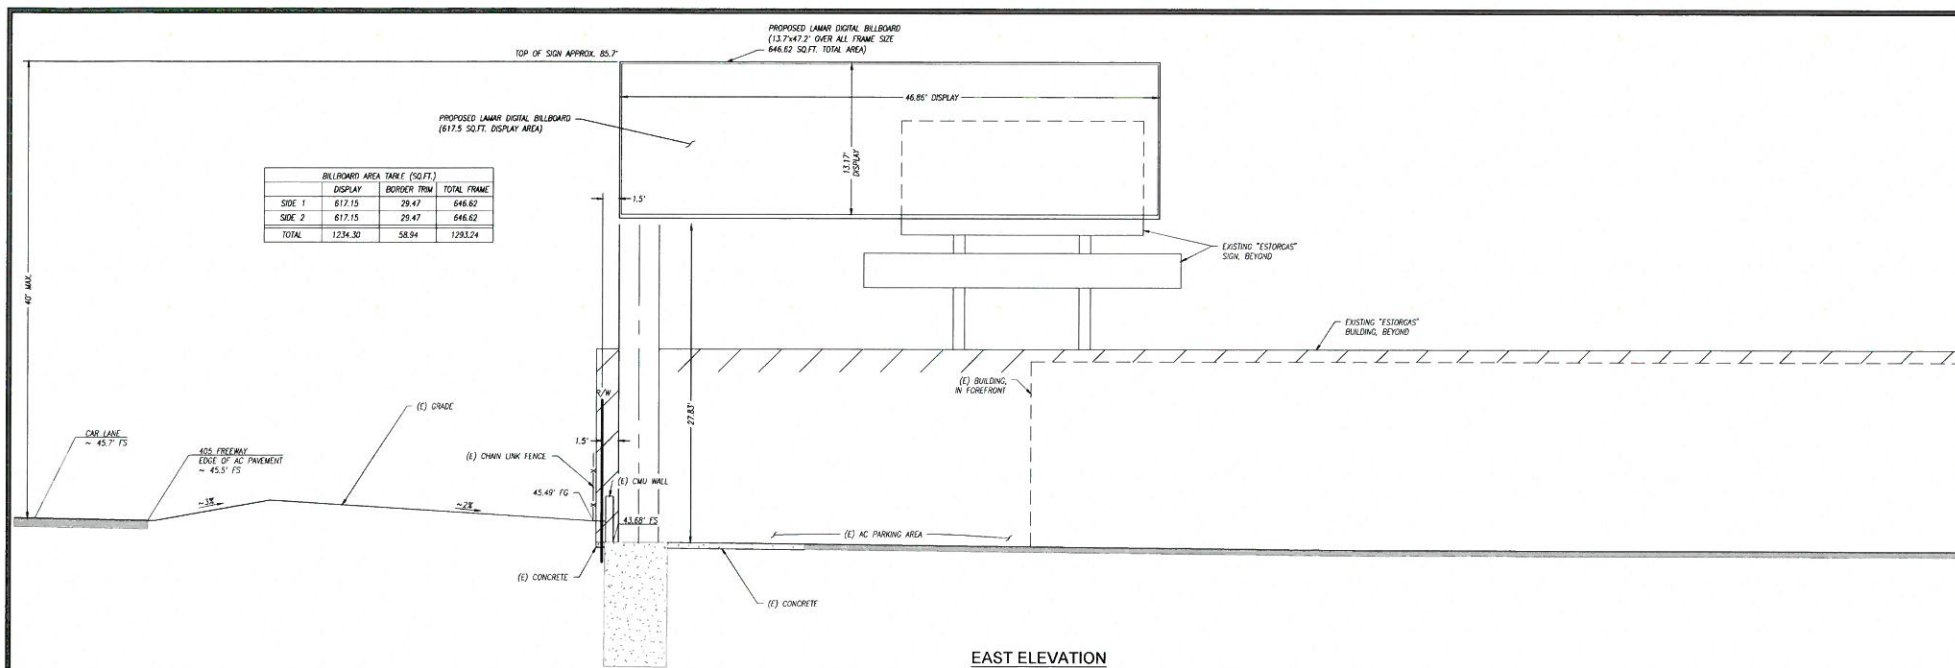 PROPOSED LAMAR DIGITAL BILLBOARD
(13.7'x47.2' OVER ALL FRAME SIZE
646.62 SQ.FT. TOTAL AREA)
TOP OF SIGN APPROX. 85.7'
46.86' DISPLAY
PROPOSED LAMAR DIGITAL BILLBOARD
(617.5 SQ.FT. DISPLAY AREA)
13.17'
DISPLAY
BILLBOARD AREA TABLE (SQ.FT.)
DISPLAY BORDER TRIM TOTAL FRAME
SIDE 1 617.15 29.47 646.62
SIDE 2 617.15 29.47 646.62
TOTAL 1234.30 58.94 1293.24
1.5'
EXISTING "ESTORGAS"
SIGN, BEYOND
40' MAX.
EXISTING "ESTORGAS"
BUILDING, BEYOND
(E) BUILDING,
IN FOREFRONT
R/W
(E) GRADE
27.83'
CAR LANE
~ 45.7' FS
405 FREEWAY
EDGE OF AC PAVEMENT
~ 45.5' FS
1.5'
(E) CHAIN LINK FENCE
(E) CMU WALL
45.49' FG
~3%
~2%
43.68' FS
(E) AC PARKING AREA
(E) CONCRETE
(E) CONCRETE
EAST ELEVATION